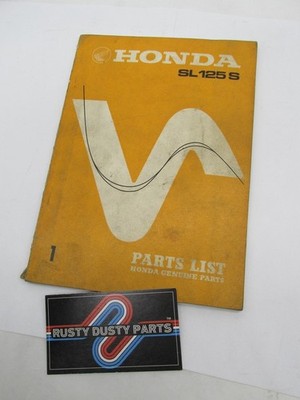 HONDA
SL125S
1
PARTS LIST
HONDA GENUINE PARTS
RUSTY DUSTY PARTS